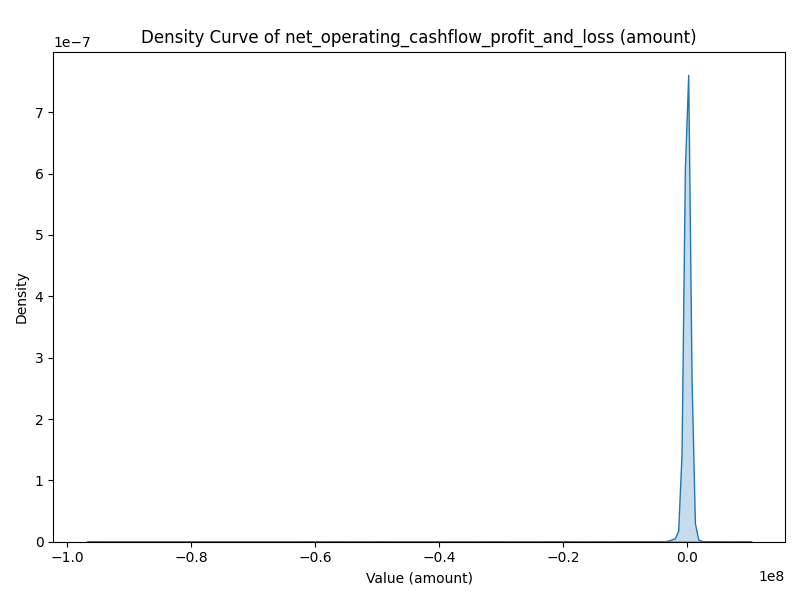 Density Curve of net_operating_cashflow_profit_and_loss (amount)
1e−7
7
6
5
4
3
2
1
0
Density
−1.0 −0.8 −0.6 −0.4 −0.2 0.0
1e8
Value (amount)